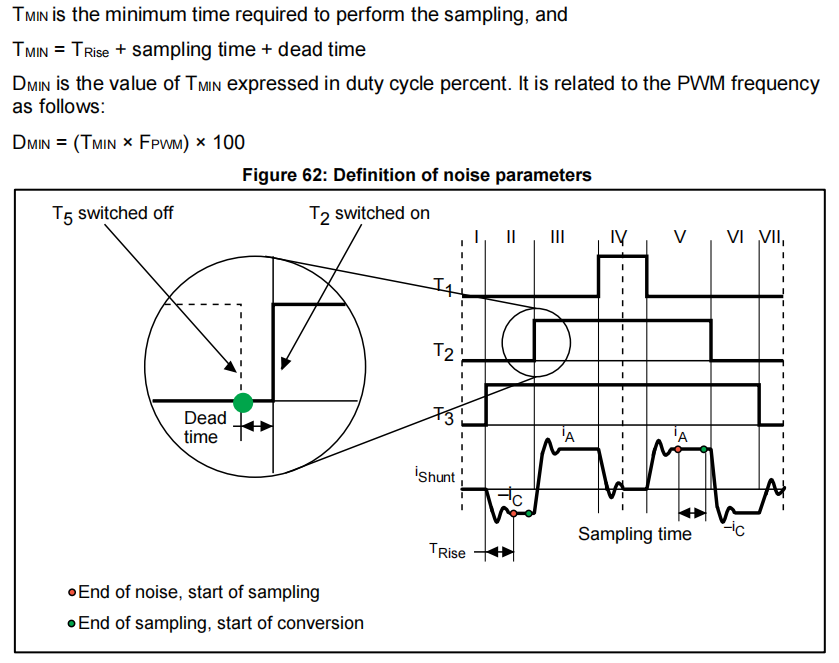 TMIN is the minimum time required to perform the sampling, and
TMIN = TRise + sampling time + dead time
DMIN is the value of TMIN expressed in duty cycle percent. It is related to the PWM frequency
as follows:
DMIN = (TMIN × FPWM) × 100
Figure 62: Definition of noise parameters
T5 switched off
T2 switched on
I II III IV V VI VII
T1
T2
T3
Dead
time
iA
iA
iShunt
–iC
–iC
Sampling time
TRise
End of noise, start of sampling
End of sampling, start of conversion